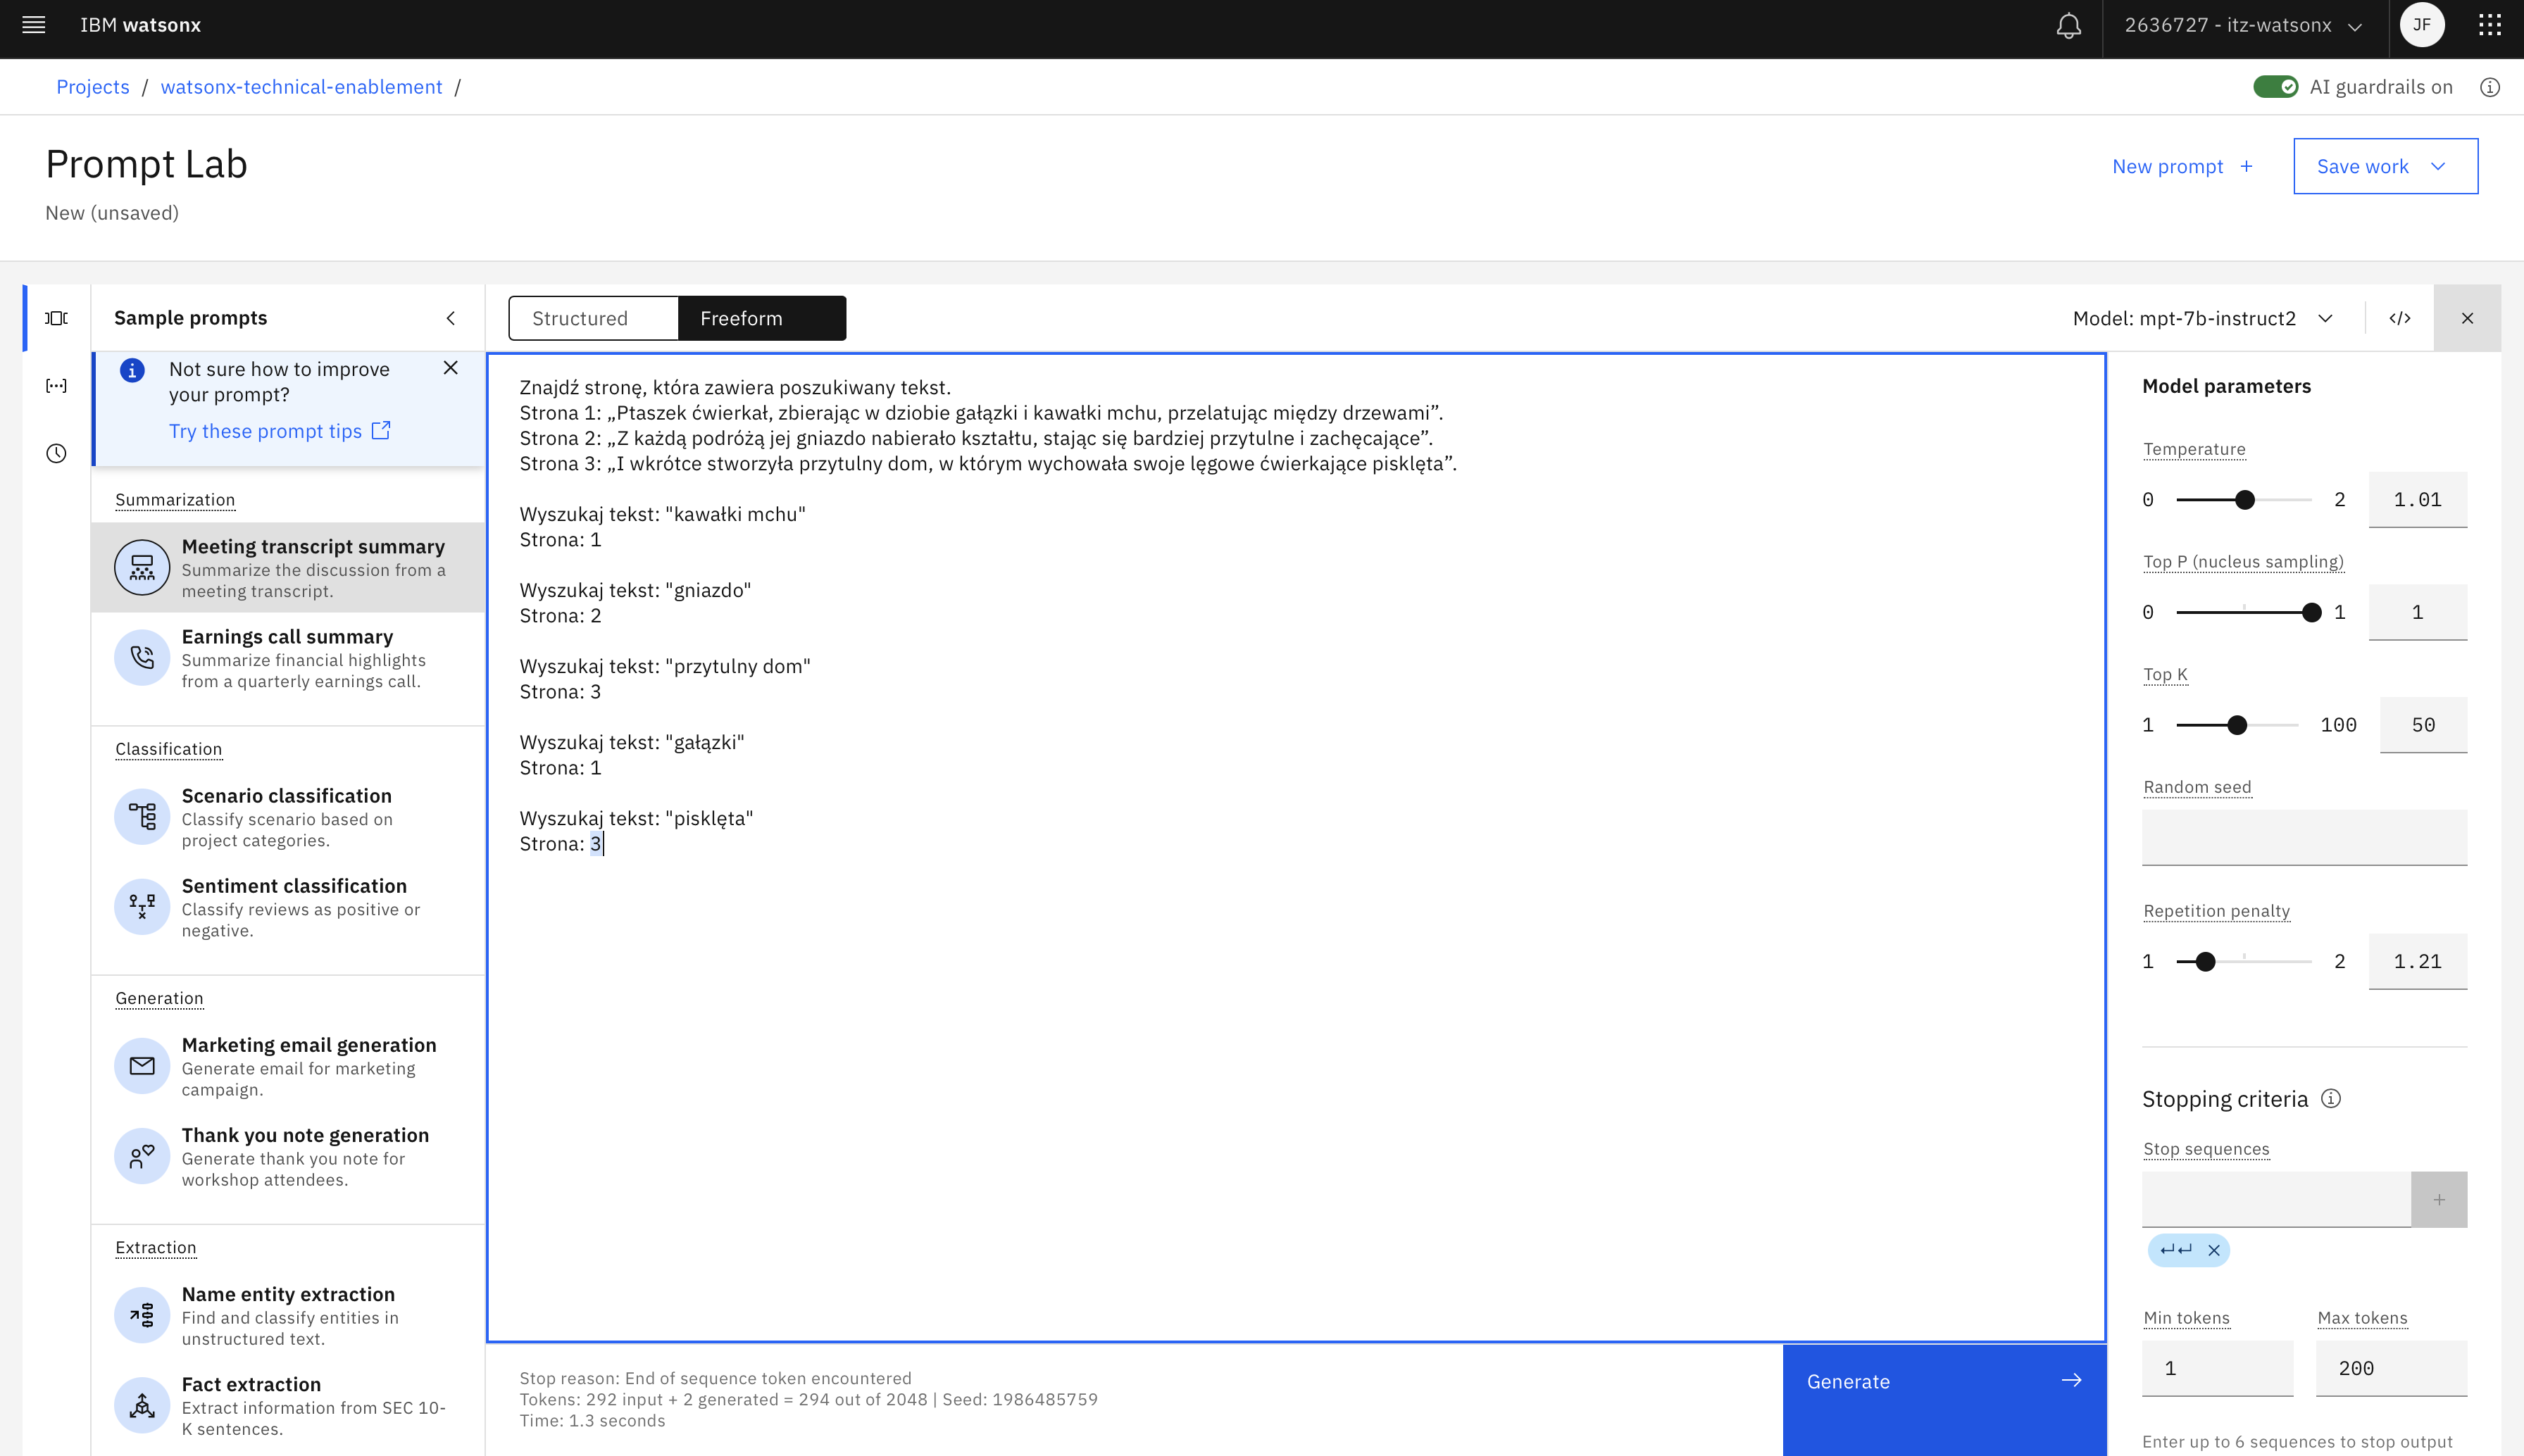 IBM watsonx
2636727 - itz-watsonx
JF
Projects / watsonx-technical-enablement /
AI guardrails on
Prompt Lab
New (unsaved)
New prompt +
Save work
Sample prompts
Not sure how to improve
your prompt?
Try these prompt tips
Summarization
Meeting transcript summary
Summarize the discussion from a
meeting transcript.
Earnings call summary
Summarize financial highlights
from a quarterly earnings call.
Classification
Scenario classification
Classify scenario based on
project categories.
Sentiment classification
Classify reviews as positive or
negative.
Generation
Marketing email generation
Generate email for marketing
campaign.
Thank you note generation
Generate thank you note for
workshop attendees.
Extraction
Name entity extraction
Find and classify entities in
unstructured text.
Fact extraction
Extract information from SEC 10-
K sentences.
Structured
Freeform
Model: mpt-7b-instruct2
</>
Znajdź stronę, która zawiera poszukiwany tekst.
Strona 1: „Ptaszek ćwierkał, zbierając w dziobie gałązki i kawałki mchu, przelatując między drzewami”.
Strona 2: „Z każdą podróżą jej gniazdo nabierało kształtu, stając się bardziej przytulne i zachęcające”.
Strona 3: „I wkrótce stworzyła przytulny dom, w którym wychowała swoje lęgowe ćwierkające pisklęta”.
Wyszukaj tekst: "kawałki mchu"
Strona: 1
Wyszukaj tekst: "gniazdo"
Strona: 2
Wyszukaj tekst: "przytulny dom"
Strona: 3
Wyszukaj tekst: "gałązki"
Strona: 1
Wyszukaj tekst: "pisklęta"
Strona: 3
Stop reason: End of sequence token encountered
Tokens: 292 input + 2 generated = 294 out of 2048 | Seed: 1986485759
Time: 1.3 seconds
Generate
Model parameters
Temperature
0 2 1.01
Top P (nucleus sampling)
0 1 1
Top K
1 100 50
Random seed
Repetition penalty
1 2 1.21
Stopping criteria
Stop sequences
+
Min tokens
Max tokens
1
200
Enter up to 6 sequences to stop output